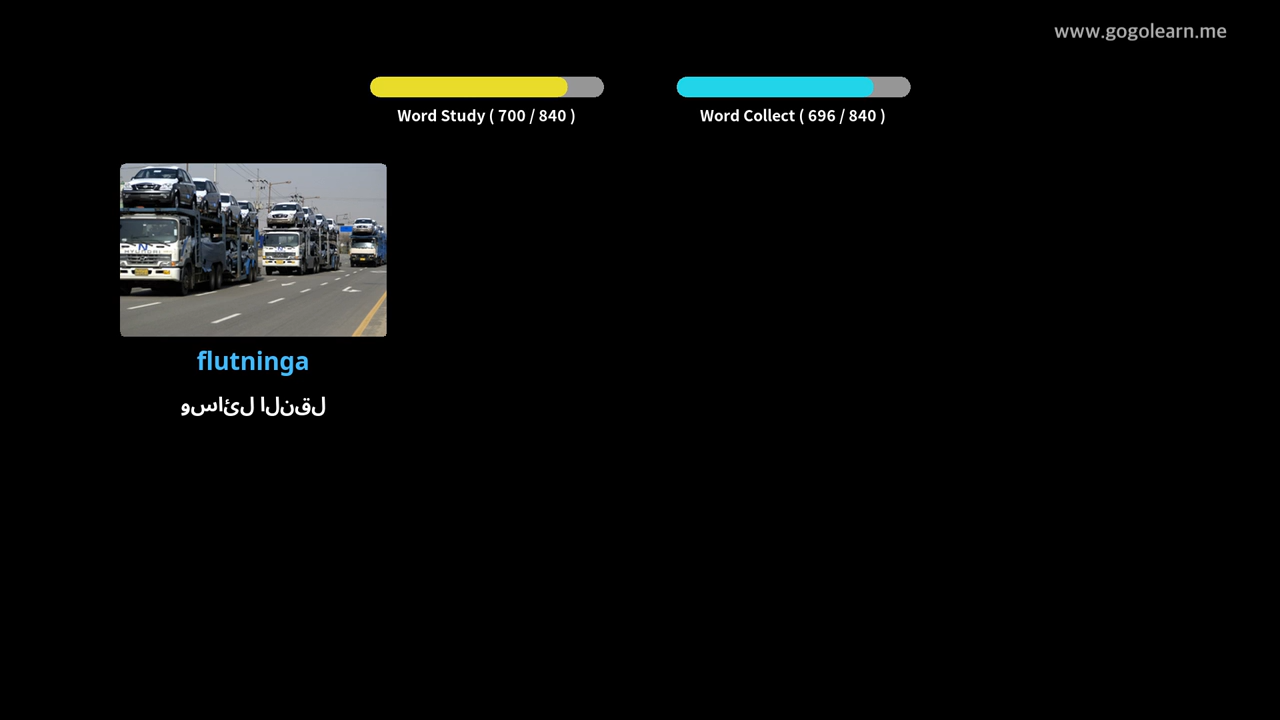 www.gogolearn.me
Word Study ( 700 / 840 )
Word Collect ( 696 / 840 )
flutninga
وسائل النقل